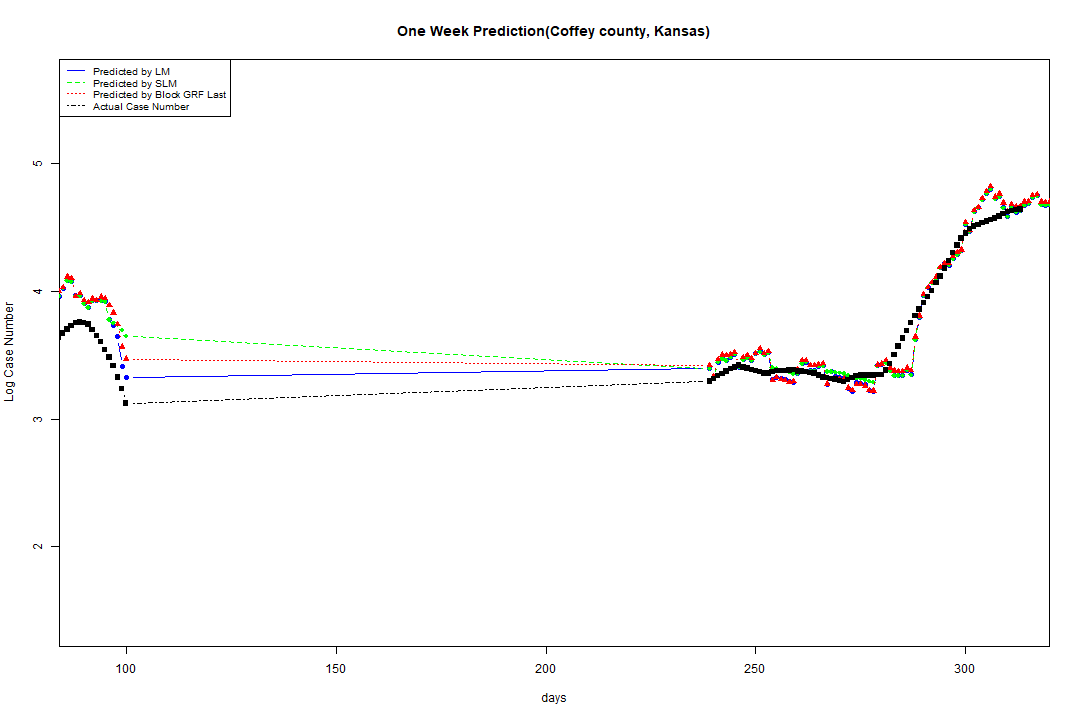 One Week Prediction(Coffey county, Kansas)
Predicted by LM
Predicted by SLM
Predicted by Block GRF Last
Actual Case Number
5
4
3
2
Log Case Number
100
150
200
250
300
days